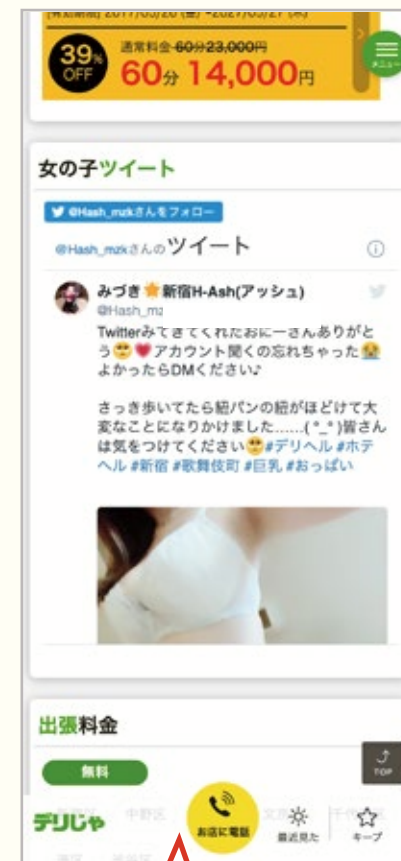 39%
OFF
通常料金 60分23,000円
60分 14,000円
メニュー
女の子ツイート
@Hash_mzkさんをフォロー
@Hash_mzkさんのツイート
みづき 新宿H-Ash(アッシュ)
@Hash_mz
Twitterみてきてくれたおにーさんありがと
う アカウント聞くの忘れちゃった
よかったらDMください♪
さっき歩いてたら紐パンの紐がほどけて大
変なことになりかけました……( °_° )皆さん
は気をつけてください #デリヘル #ホテ
ヘル #新宿 #歌舞伎町 #巨乳 #おっぱい
出張料金
無料
TOP
中野区
デリじゃ
お店に電話
最近見た
キープ